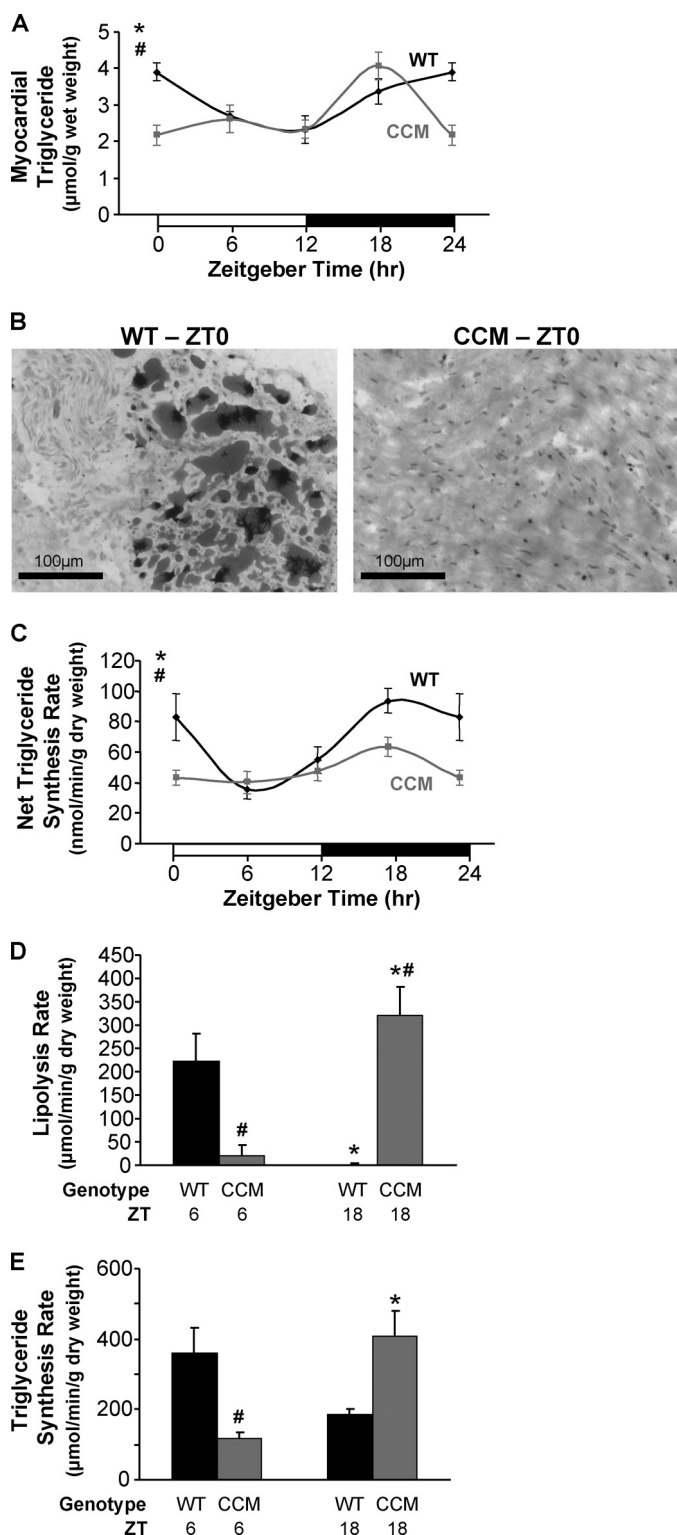 A
Myocardial
Triglyceride
(µmol/g wet weight)
*
#
5
4
3
2
1
0
WT
CCM
0 6 12 18 24
Zeitgeber Time (hr)
B
WT – ZT0 CCM – ZT0
100µm 100µm
C
Net Triglyceride
Synthesis Rate
(nmol/min/g dry weight)
*
#
120
100
80
60
40
20
0
WT
CCM
0 6 12 18 24
Zeitgeber Time (hr)
D
Lipolysis Rate
(µmol/min/g dry weight)
450
400
350
300
250
200
150
100
50
0
#
*
*#
Genotype WT CCM WT CCM
ZT 6 6 18 18
E
Triglyceride
Synthesis Rate
(µmol/min/g dry weight)
600
400
200
0
#
*
Genotype WT CCM WT CCM
ZT 6 6 18 18